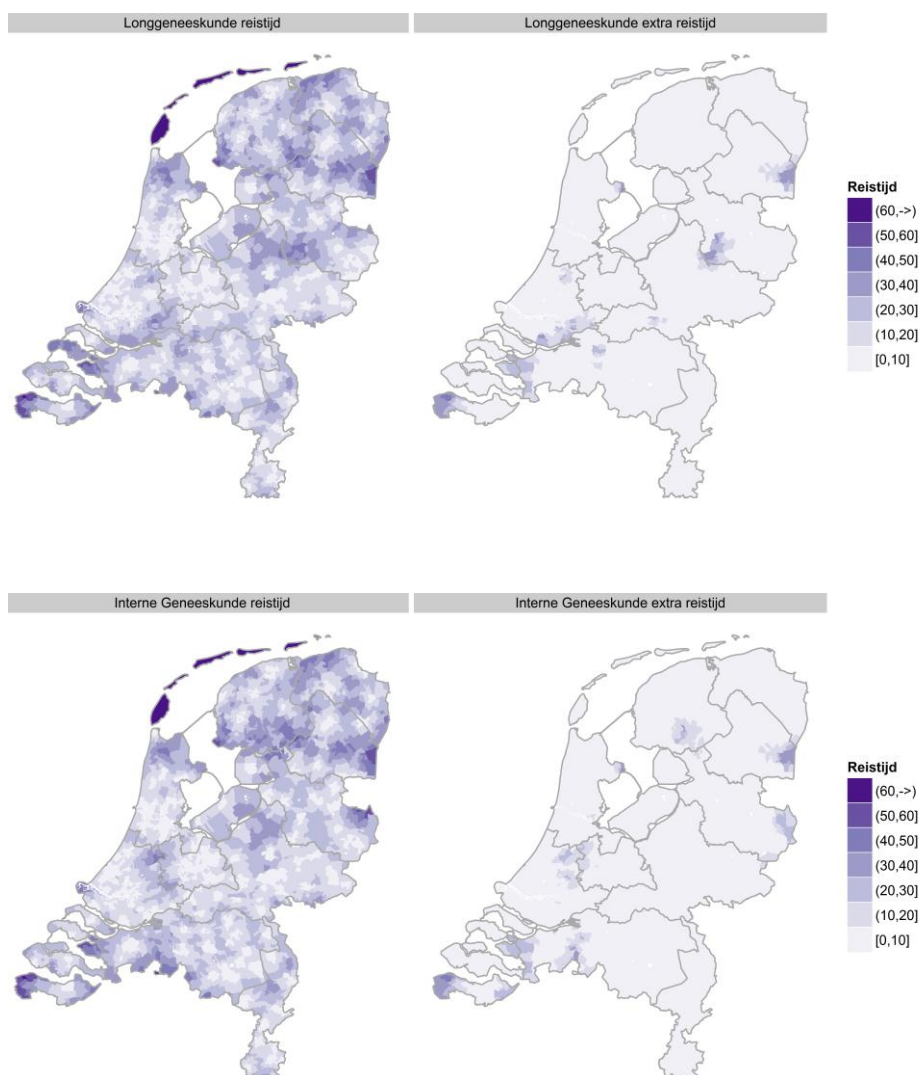 Longgeneeskunde reistijd
Longgeneeskunde extra reistijd
Reistijd
(60,->)
(50,60]
(40,50]
(30,40]
(20,30]
(10,20]
[0,10]
Interne Geneeskunde reistijd
Interne Geneeskunde extra reistijd
Reistijd
(60,->)
(50,60]
(40,50]
(30,40]
(20,30]
(10,20]
[0,10]